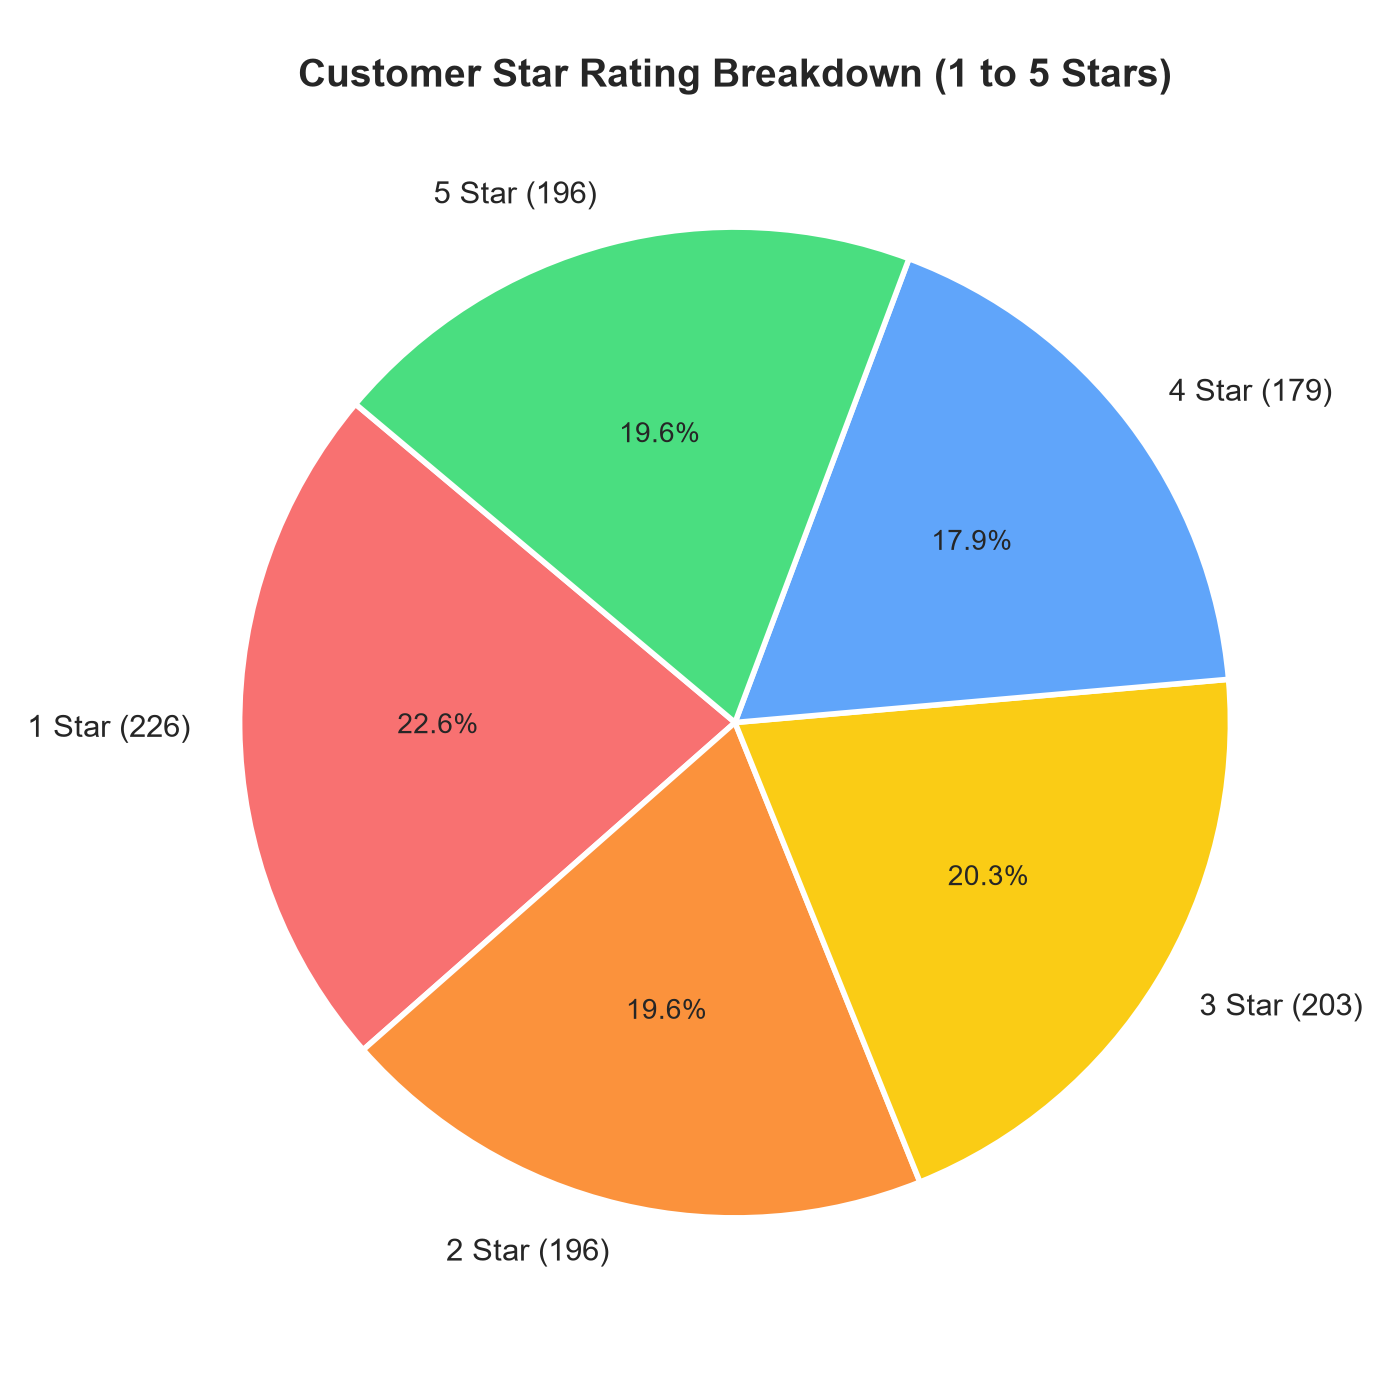 Customer Star Rating Breakdown (1 to 5 Stars)
5 Star (196)
4 Star (179)
19.6%
17.9%
1 Star (226)
22.6%
20.3%
3 Star (203)
19.6%
2 Star (196)